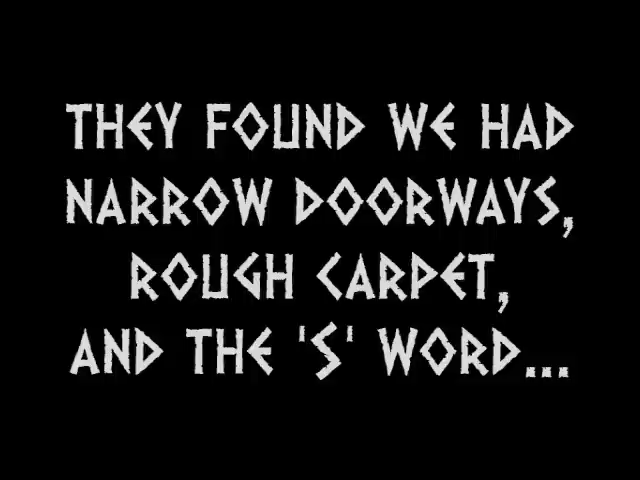 THEY FOUND WE HAD
NARROW DOORWAYS,
ROUGH CARPET,
AND THE 'S' WORD...